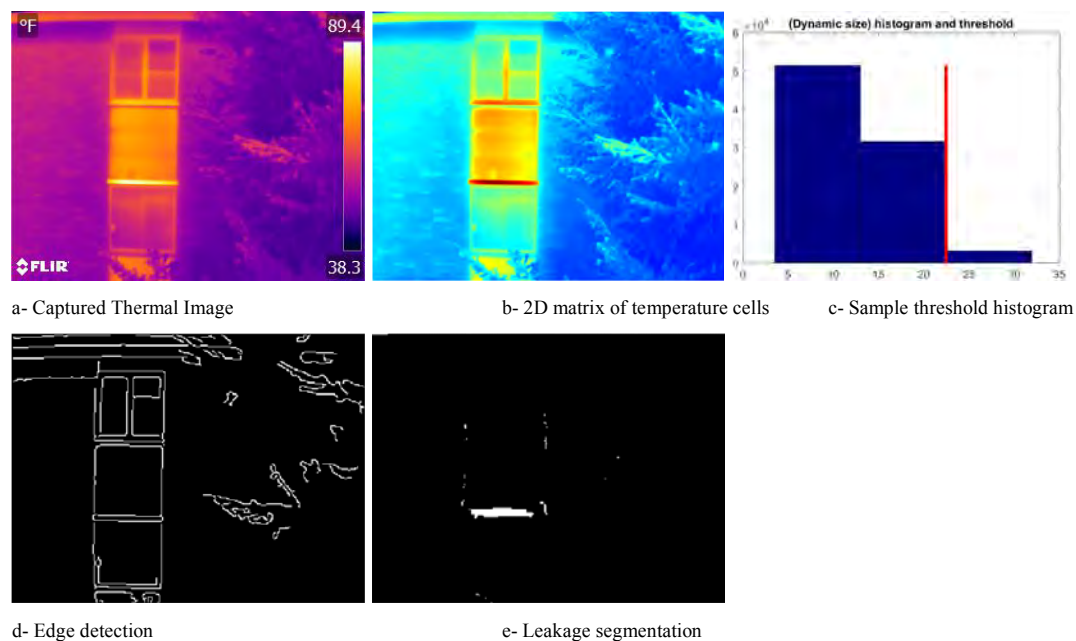 °F
89.4
38.3
FLIR
a- Captured Thermal Image
b- 2D matrix of temperature cells
(Dynamic size) histogram and threshold
×10⁴
6
5
4
3
2
1
0
0 5 10 15 20 25 30 35
c- Sample threshold histogram
d- Edge detection
e- Leakage segmentation